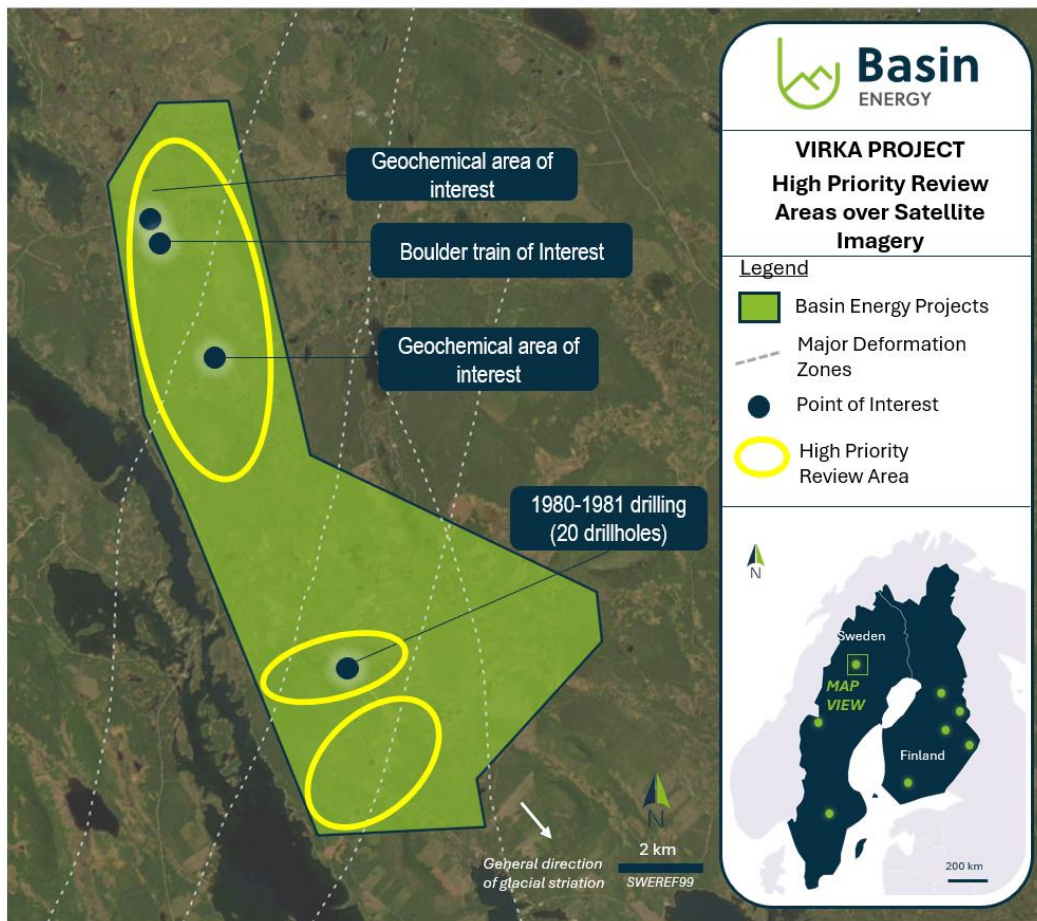 Geochemical area of
interest
Boulder train of Interest
Geochemical area of
interest
1980-1981 drilling
(20 drillholes)
General direction
of glacial striation
N
2 km
SWEREF99
Basin
ENERGY
VIRKA PROJECT
High Priority Review
Areas over Satellite
Imagery
Legend
Basin Energy Projects
Major Deformation
Zones
Point of Interest
High Priority
Review Area
N
Sweden
MAP
VIEW
Finland
200 km